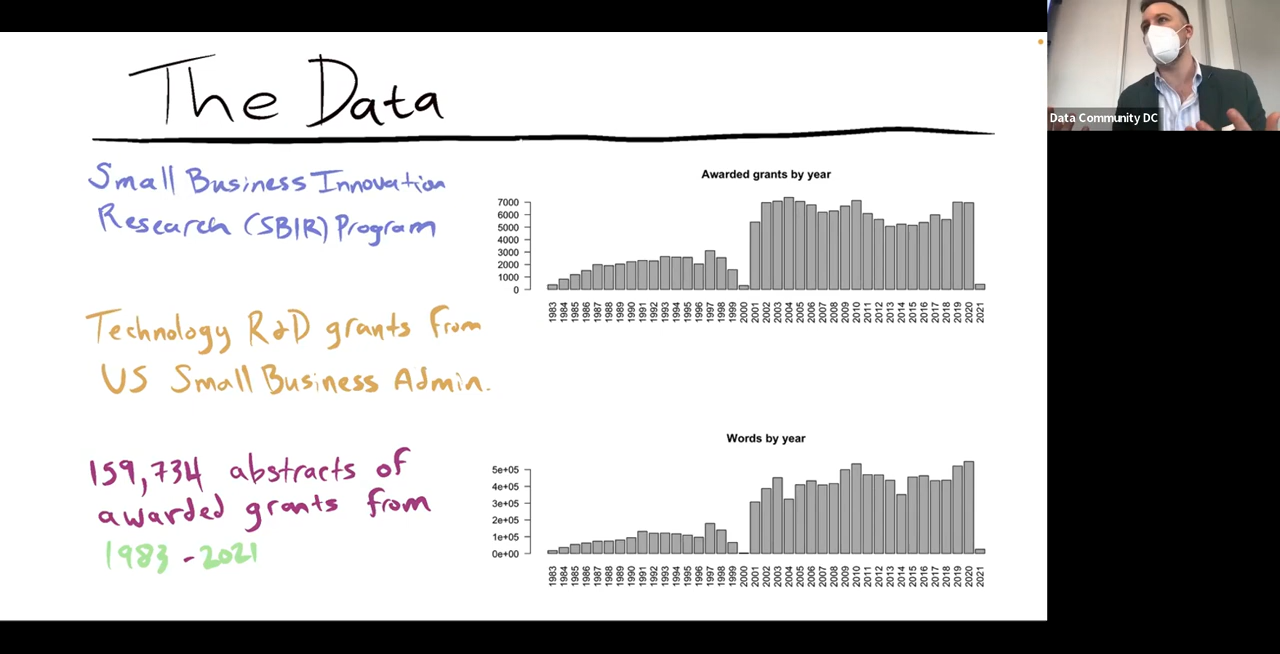 The Data
Data Community DC
Small Business Innovation
Research (SBIR) Program
Technology R&D grants from
US Small Business Admin.
159,734 abstracts of
awarded grants from
1983-2021
Awarded grants by year
7000
6000
5000
4000
3000
2000
1000
0
1983 1984 1985 1986 1987 1988 1989 1990 1991 1992 1993 1994 1995 1996 1997 1998 1999 2000 2001 2002 2003 2004 2005 2006 2007 2008 2009 2010 2011 2012 2013 2014 2015 2016 2017 2018 2019 2020 2021
Words by year
5e+05
4e+05
3e+05
2e+05
1e+05
0e+00
1983 1984 1985 1986 1987 1988 1989 1990 1991 1992 1993 1994 1995 1996 1997 1998 1999 2000 2001 2002 2003 2004 2005 2006 2007 2008 2009 2010 2011 2012 2013 2014 2015 2016 2017 2018 2019 2020 2021